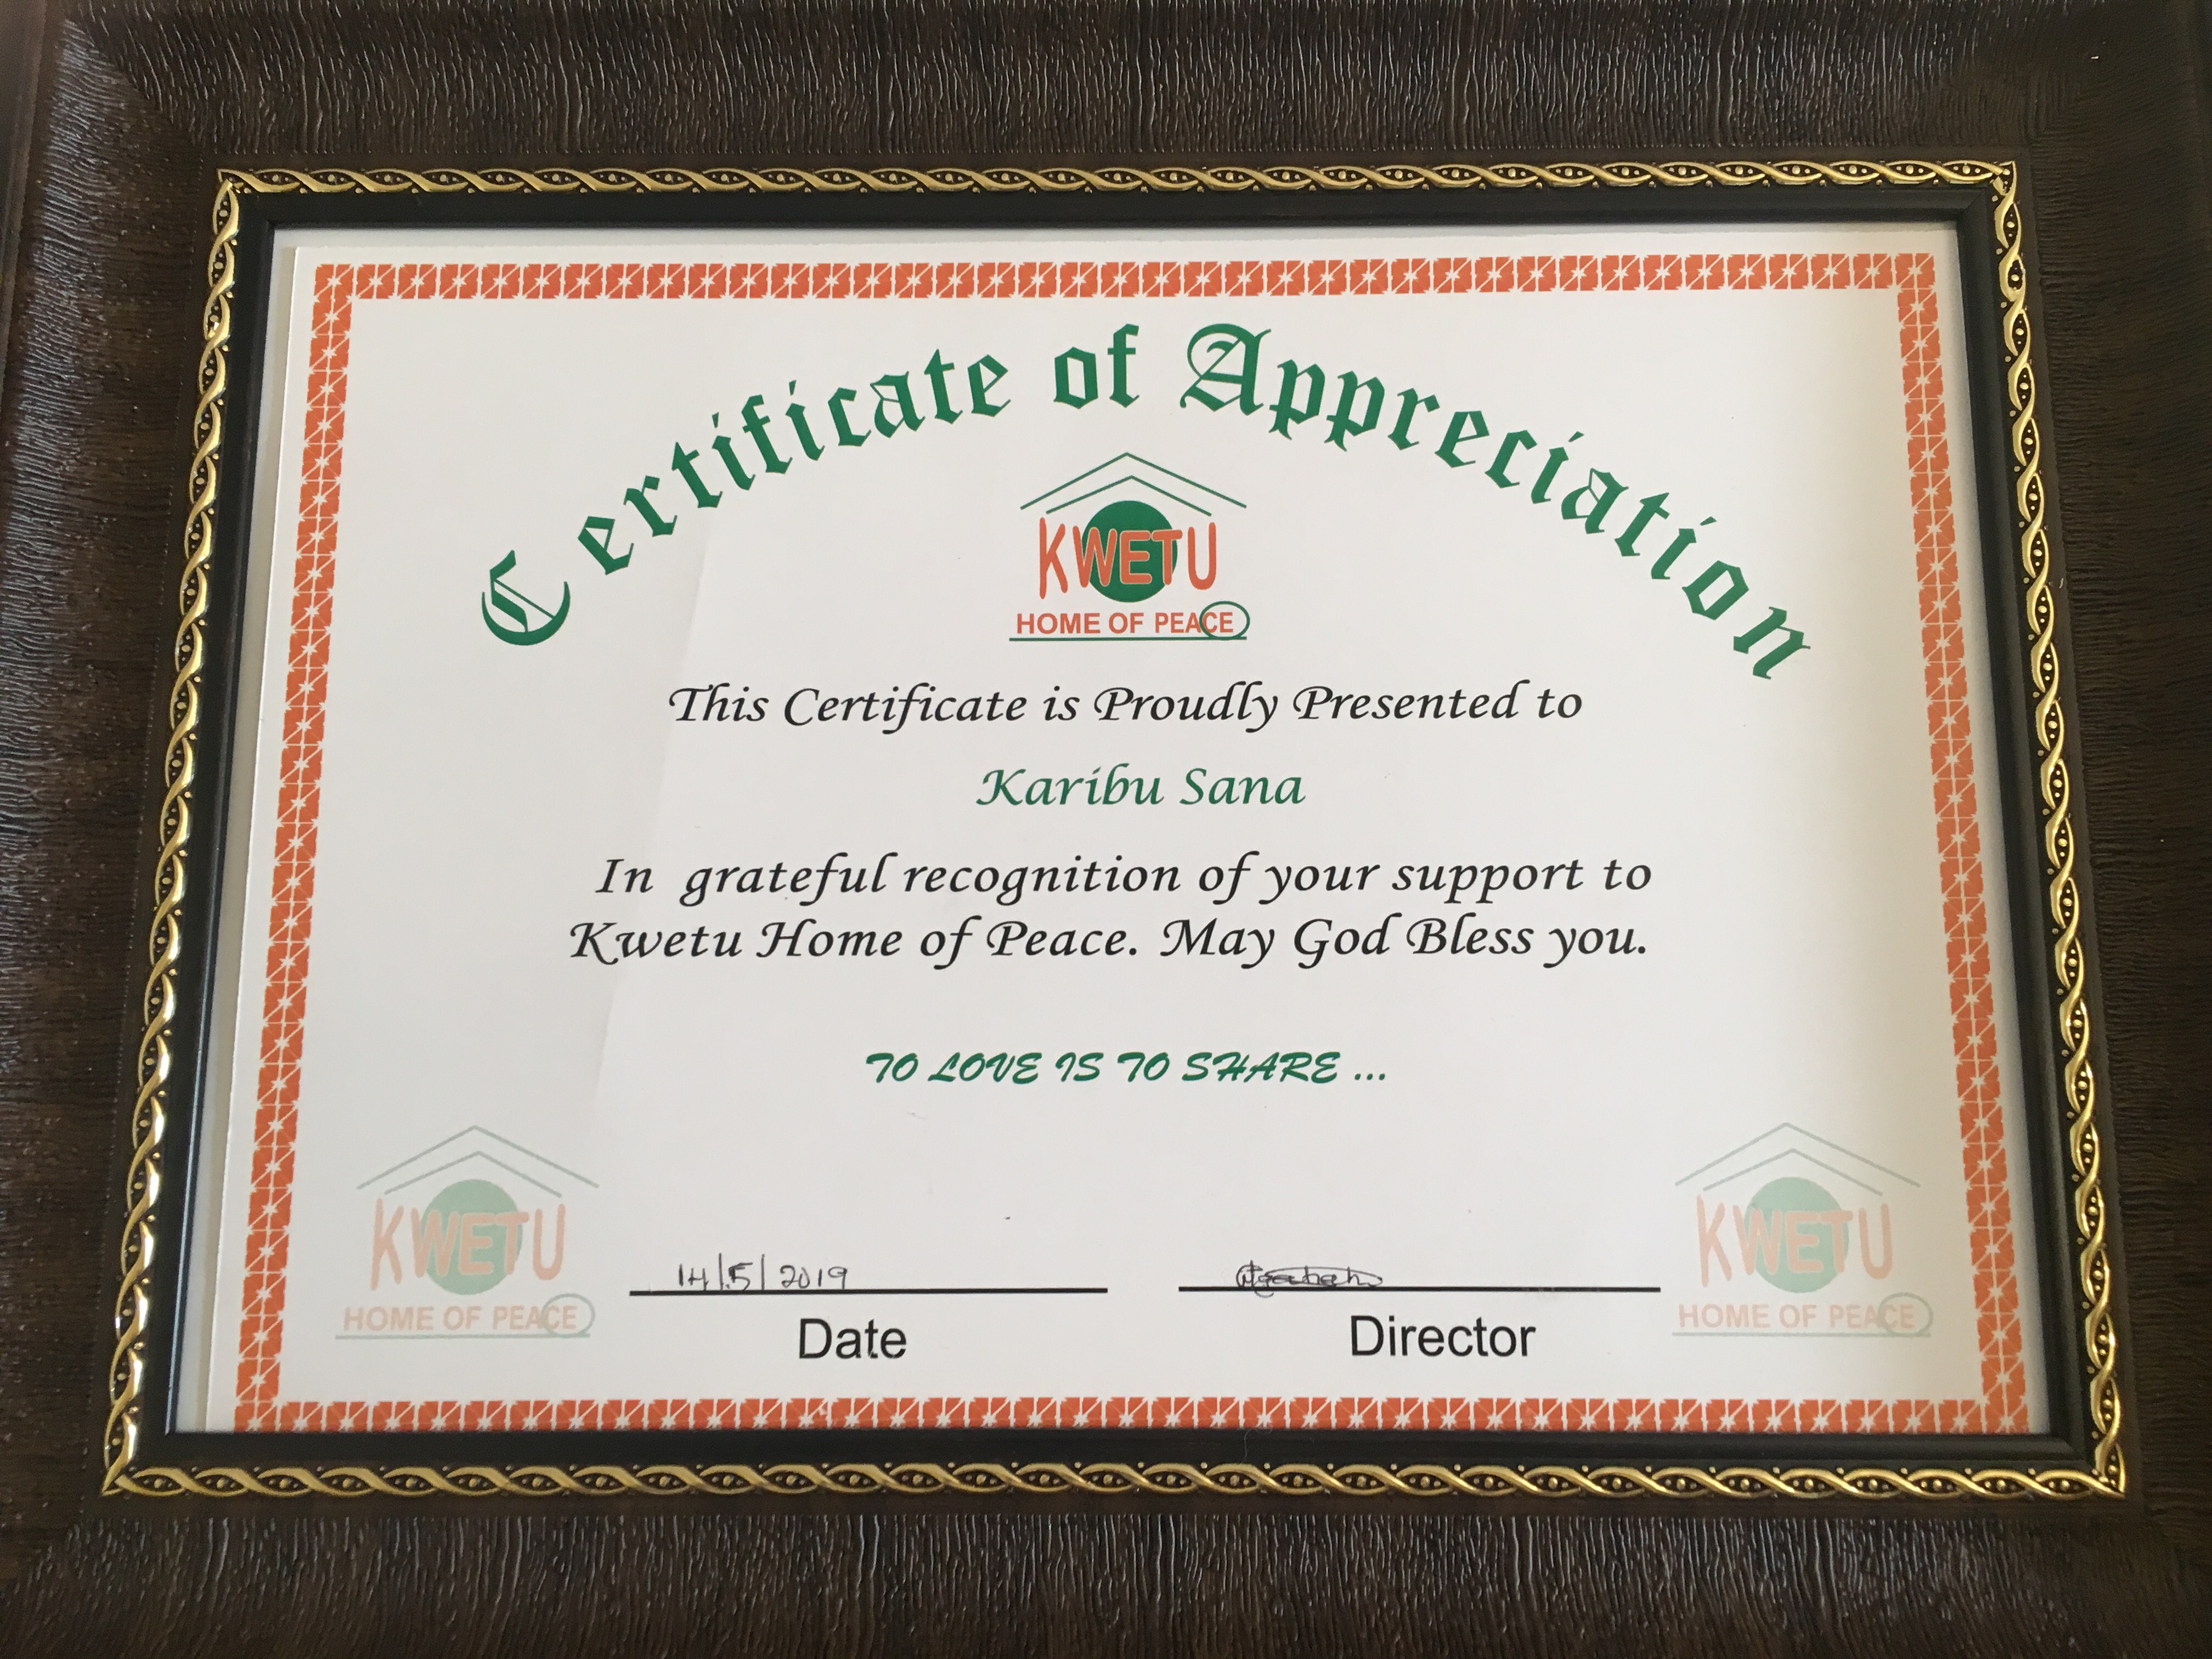 Certificate of Appreciation
KWETU
HOME OF PEACE
This Certificate is Proudly Presented to
Karibu Sana
In grateful recognition of your support to
Kwetu Home of Peace. May God Bless you.
TO LOVE IS TO SHARE ...
KWETU
HOME OF PEACE
14/5/2019
Date
Director
KWETU
HOME OF PEACE